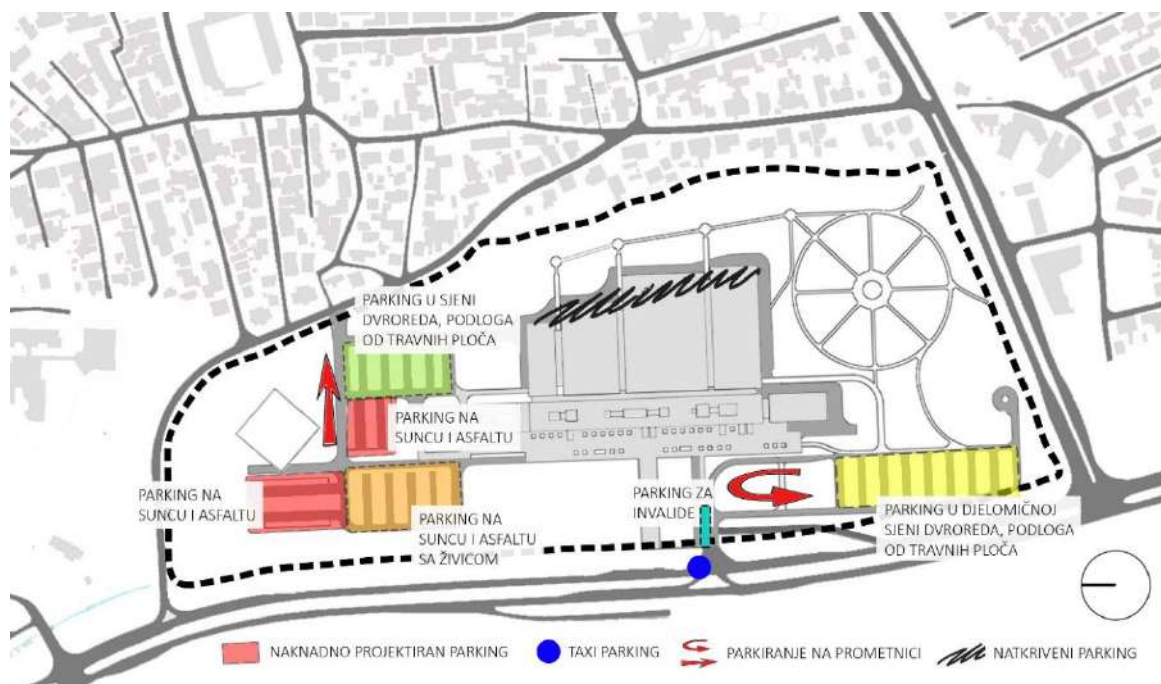 PARKING U SJENI
DVROREDA, PODLOGA
OD TRAVNIH PLOČA
PARKING NA
SUNCU I ASFALTU
PARKING NA
SUNCU I ASFALTU
PARKING NA
SUNCU I ASFALTU
SA ŽIVICOM
PARKING ZA
INVALIDE
PARKING U DJELOMIČNOJ
SJENI DVROREDA, PODLOGA
OD TRAVNIH PLOČA
NAKNADNO PROJEKTIRAN PARKING
TAXI PARKING
PARKIRANJE NA PROMETNICI
NATKRIVENI PARKING